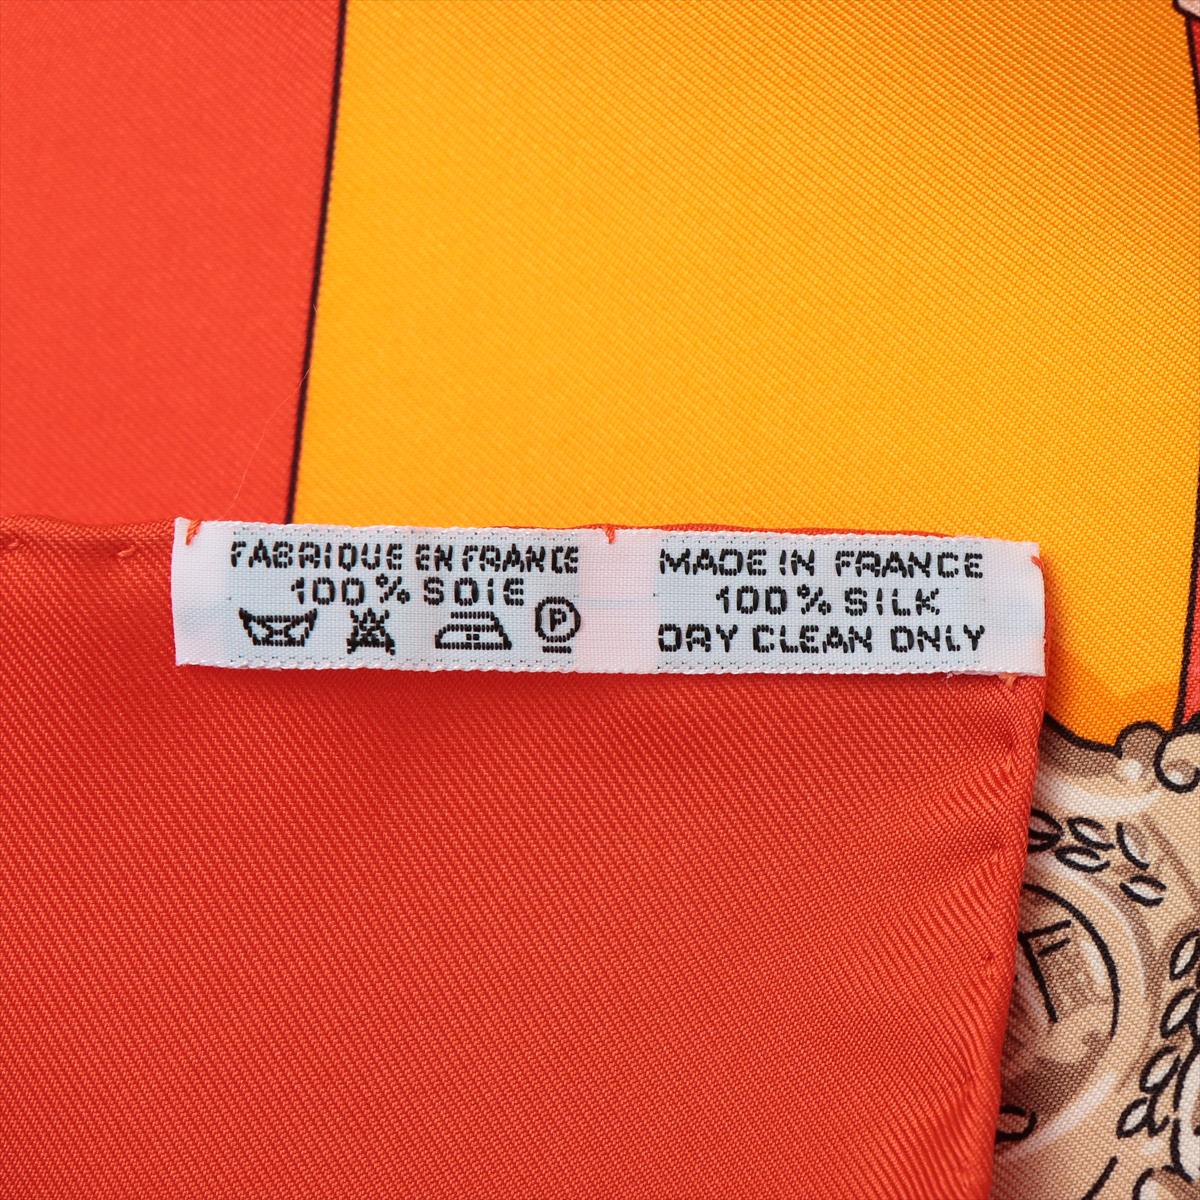 FABRIQUE EN FRANCE
100% SOIE
P
MADE IN FRANCE
100% SILK
DRY CLEAN ONLY